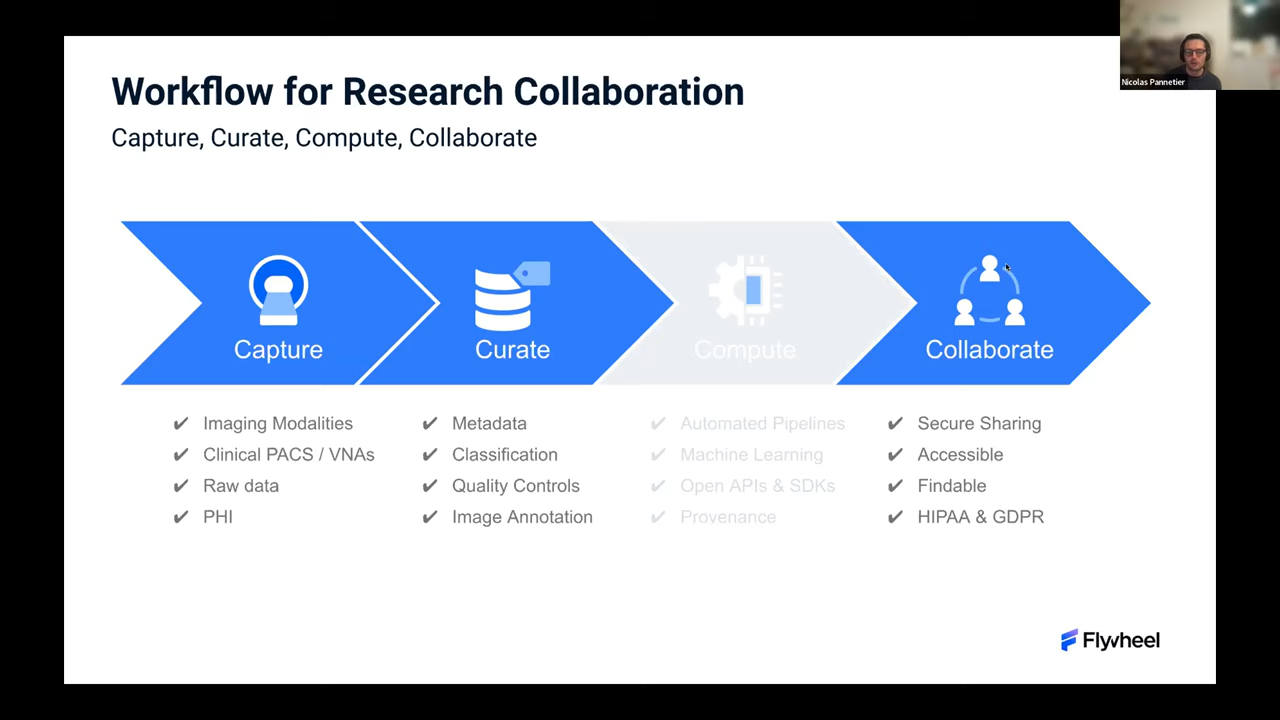 Nicolas Pannetier
Workflow for Research Collaboration
Capture, Curate, Compute, Collaborate
Capture
Curate
Compute
Collaborate
✔ Imaging Modalities
✔ Clinical PACS / VNAs
✔ Raw data
✔ PHI
✔ Metadata
✔ Classification
✔ Quality Controls
✔ Image Annotation
✔ Automated Pipelines
✔ Machine Learning
✔ Open APIs & SDKs
✔ Provenance
✔ Secure Sharing
✔ Accessible
✔ Findable
✔ HIPAA & GDPR
Flywheel